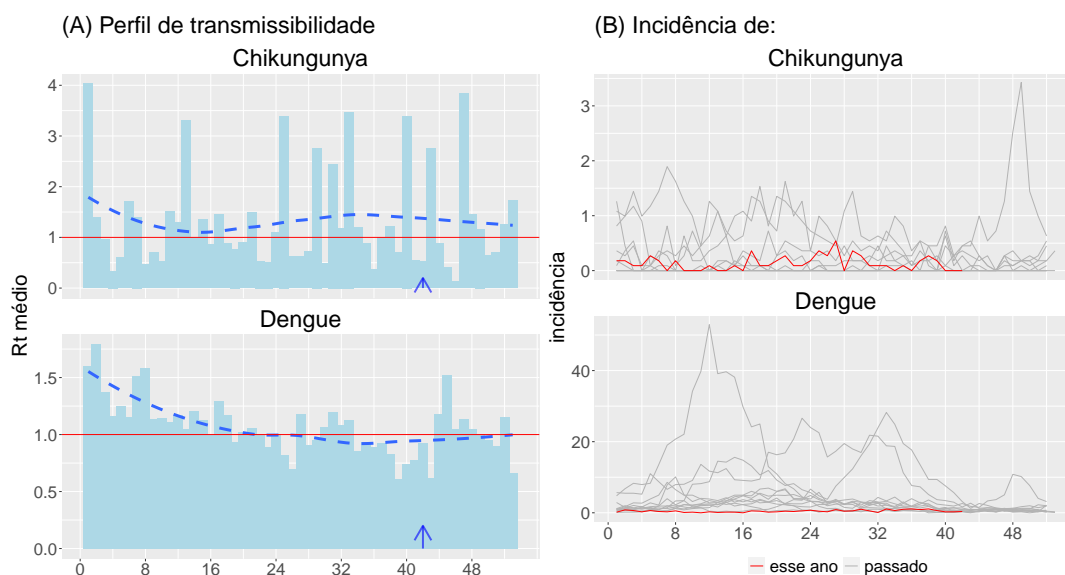 (A) Perfil de transmissibilidade
Chikungunya
4
3
2
1
0
Dengue
1.5
1.0
0.5
0.0
0 8 16 24 32 40 48
Rt médio
(B) Incidência de:
Chikungunya
3
2
1
0
Dengue
40
20
0
0 8 16 24 32 40 48
incidência
esse ano passado